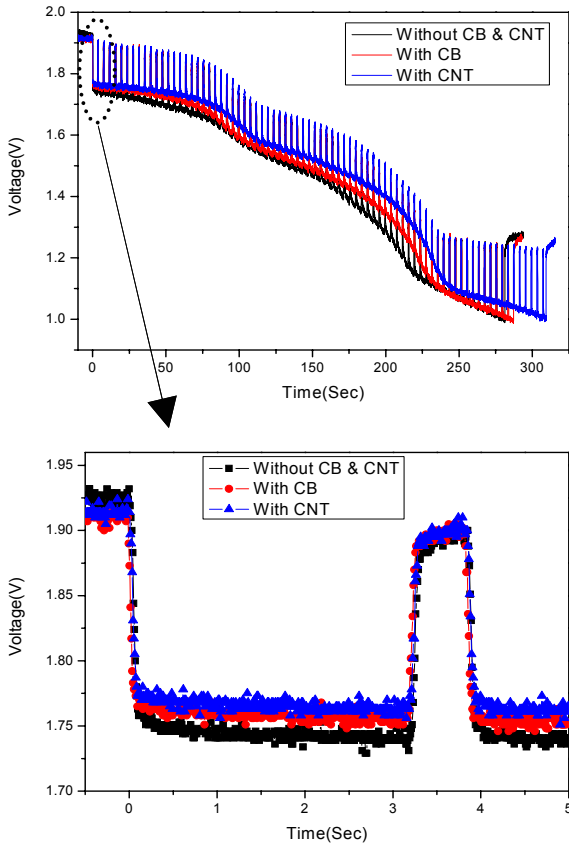 2.0
1.8
1.6
1.4
1.2
1.0
Voltage(V)
Without CB & CNT
With CB
With CNT
0 50 100 150 200 250 300
Time(Sec)
1.95
1.90
1.85
1.80
1.75
1.70
Voltage(V)
Without CB & CNT
With CB
With CNT
0 1 2 3 4 5
Time(Sec)